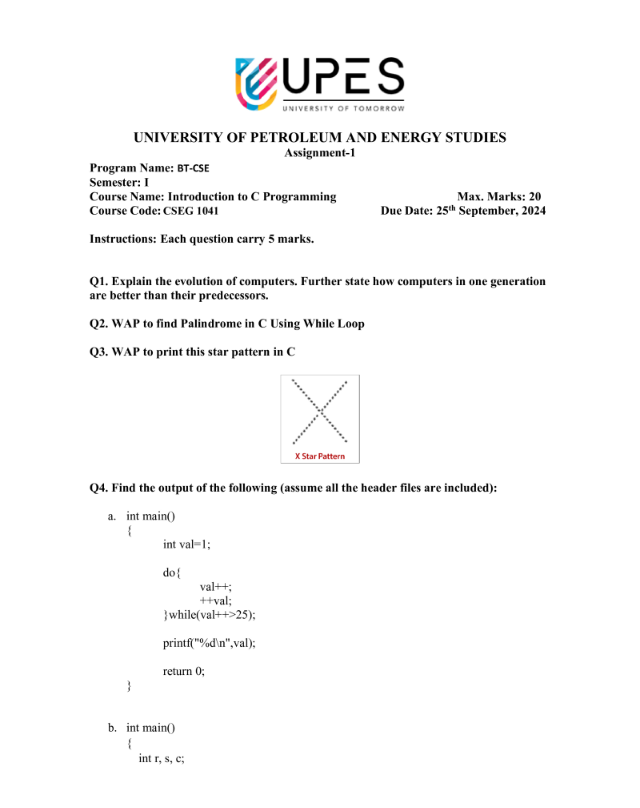 UPES
UNIVERSITY OF TOMORROW
UNIVERSITY OF PETROLEUM AND ENERGY STUDIES
Assignment-1
Program Name: BT-CSE
Semester: I
Course Name: Introduction to C Programming Max. Marks: 20
Course Code: CSEG 1041 Due Date: 25th September, 2024
Instructions: Each question carry 5 marks.
Q1. Explain the evolution of computers. Further state how computers in one generation
are better than their predecessors.
Q2. WAP to find Palindrome in C Using While Loop
Q3. WAP to print this star pattern in C
X Star Pattern
Q4. Find the output of the following (assume all the header files are included):
a. int main()
{
int val=1;
do{
val++;
++val;
}while(val++>25);
printf("%d\n",val);
return 0;
}
b. int main()
{
int r, s, c;